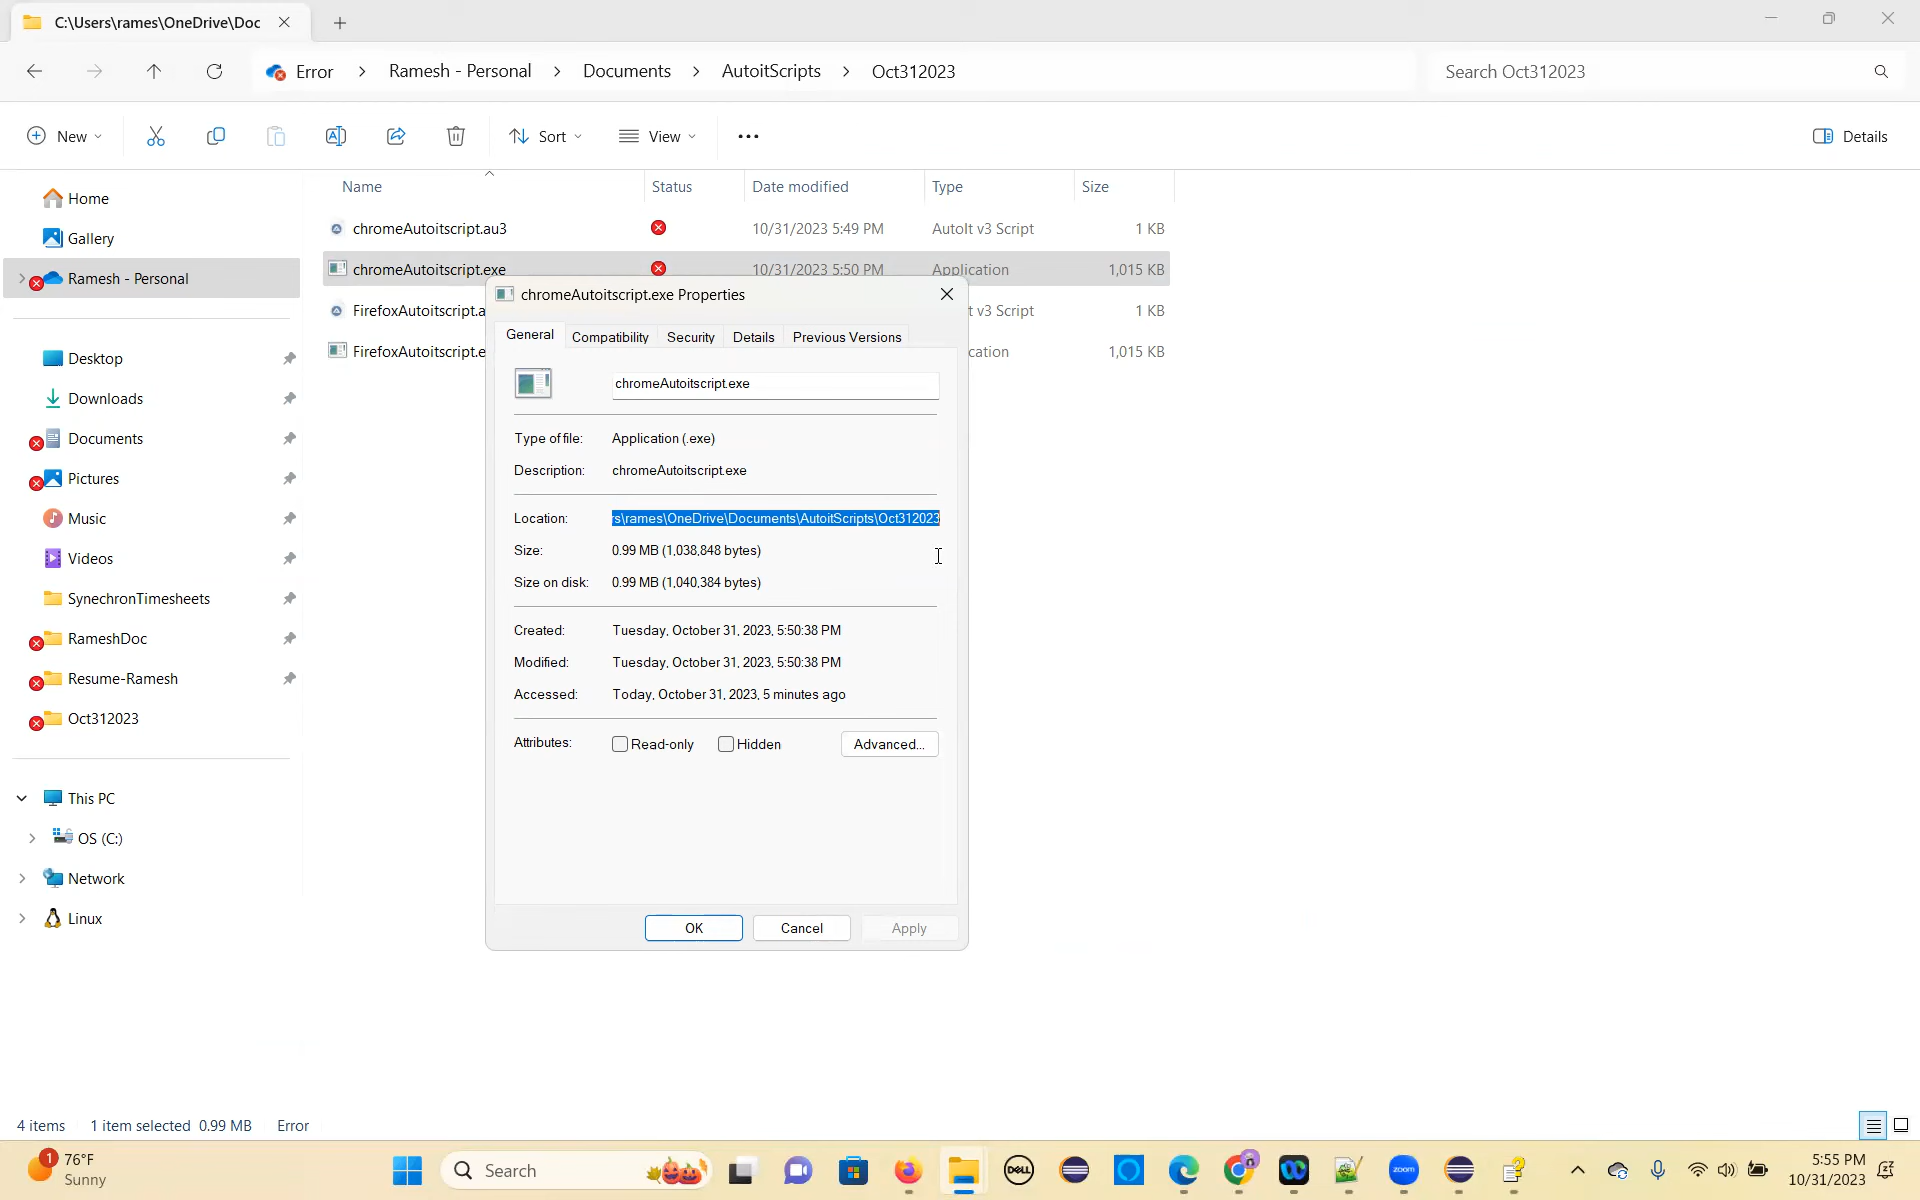 C:\Users\rames\OneDrive\Doc
Error > Ramesh - Personal > Documents > AutoitScripts > Oct312023
Search Oct312023
New
Sort
View
Details
Name Status Date modified Type Size
chromeAutoitscript.au3 10/31/2023 5:49 PM AutoIt v3 Script 1 KB
chromeAutoitscript.exe 10/31/2023 5:50 PM Application 1,015 KB
FirefoxAutoitscript.a t v3 Script 1 KB
FirefoxAutoitscript.e cation 1,015 KB
Home
Gallery
Ramesh - Personal
Desktop
Downloads
Documents
Pictures
Music
Videos
SynechronTimesheets
RameshDoc
Resume-Ramesh
Oct312023
This PC
OS (C:)
Network
Linux
chromeAutoitscript.exe Properties
General Compatibility Security Details Previous Versions
chromeAutoitscript.exe
Type of file: Application (.exe)
Description: chromeAutoitscript.exe
Location: rs\rames\OneDrive\Documents\AutoitScripts\Oct312023
Size: 0.99 MB (1,038,848 bytes)
Size on disk: 0.99 MB (1,040,384 bytes)
Created: Tuesday, October 31, 2023, 5:50:38 PM
Modified: Tuesday, October 31, 2023, 5:50:38 PM
Accessed: Today, October 31, 2023, 5 minutes ago
Attributes: Read-only Hidden Advanced...
OK Cancel Apply
4 items 1 item selected 0.99 MB Error
1
76°F
Sunny
Search
DELL
zoom
5:55 PM
10/31/2023